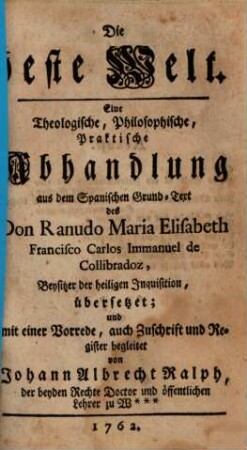 Die
beste Welt.
Eine
Theologische, Philosophische,
Praktische
Abhandlung
aus dem Spanischen Grund-Text
des
Don Ranudo Maria Elisabeth
Francisco Carlos Immanuel de
Collibradoz,
Beysitzer der heiligen Inquisition,
übersetzet;
und
mit einer Vorrede, auch Zuschrift und Re-
gister begleitet
von
Johann Albrecht Ralph,
der beyden Rechte Doctor und öffentlichen
Lehrer zu W***
1762.